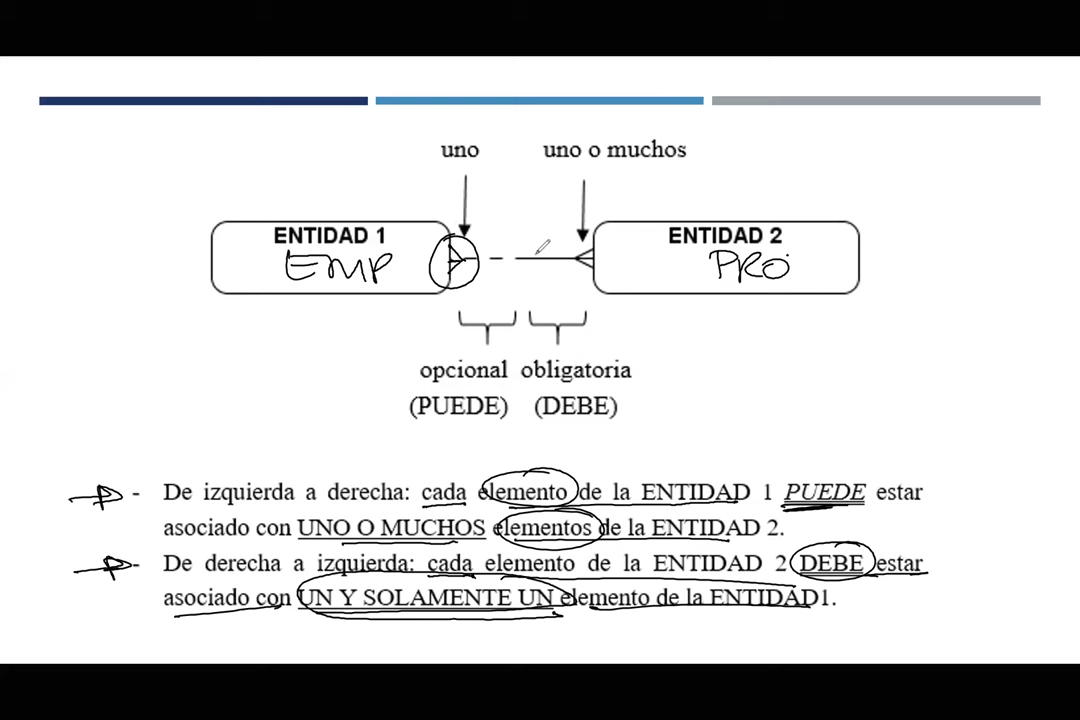 uno uno o muchos
ENTIDAD 1 ENTIDAD 2
EMP PRO
opcional obligatoria
(PUEDE) (DEBE)
- De izquierda a derecha: cada elemento de la ENTIDAD 1 PUEDE estar
asociado con UNO O MUCHOS elementos de la ENTIDAD 2.
- De derecha a izquierda: cada elemento de la ENTIDAD 2 DEBE estar
asociado con UN Y SOLAMENTE UN elemento de la ENTIDAD1.